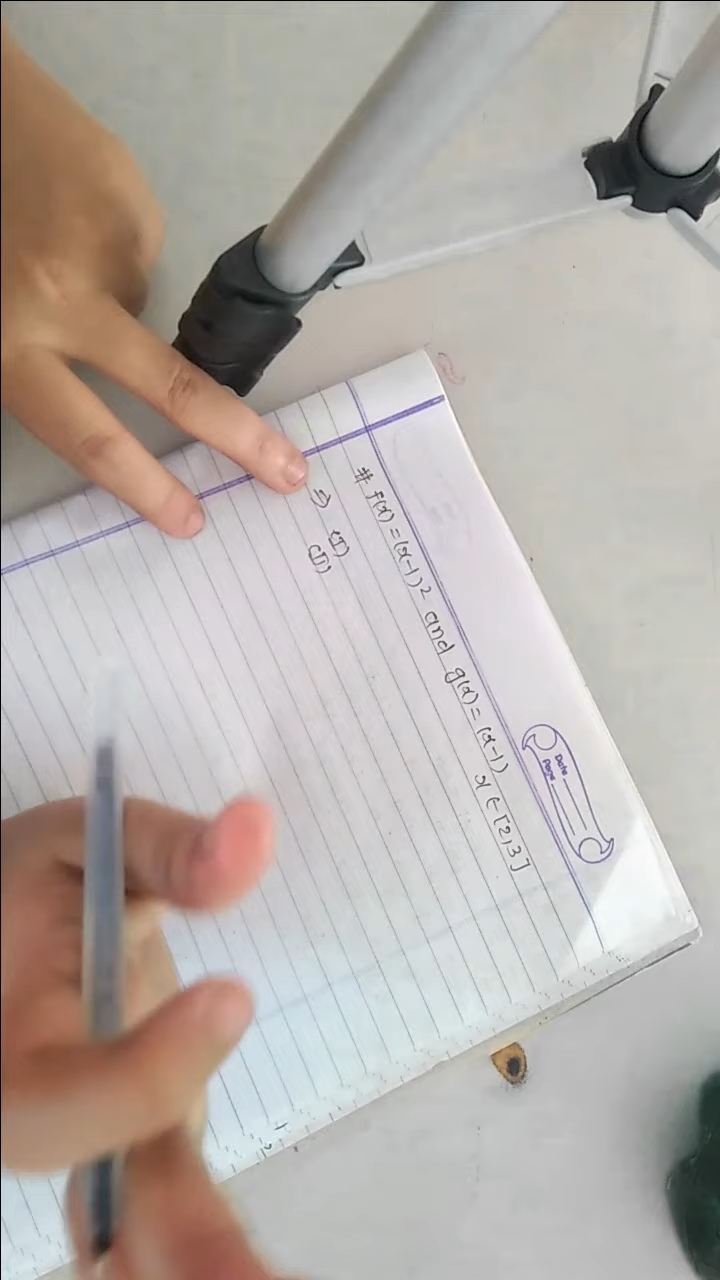 Date
Page
# f(x) = (x-1)² and g(x) = (x-1)
x ∈ [2,3]
⇒ (I)
(II)